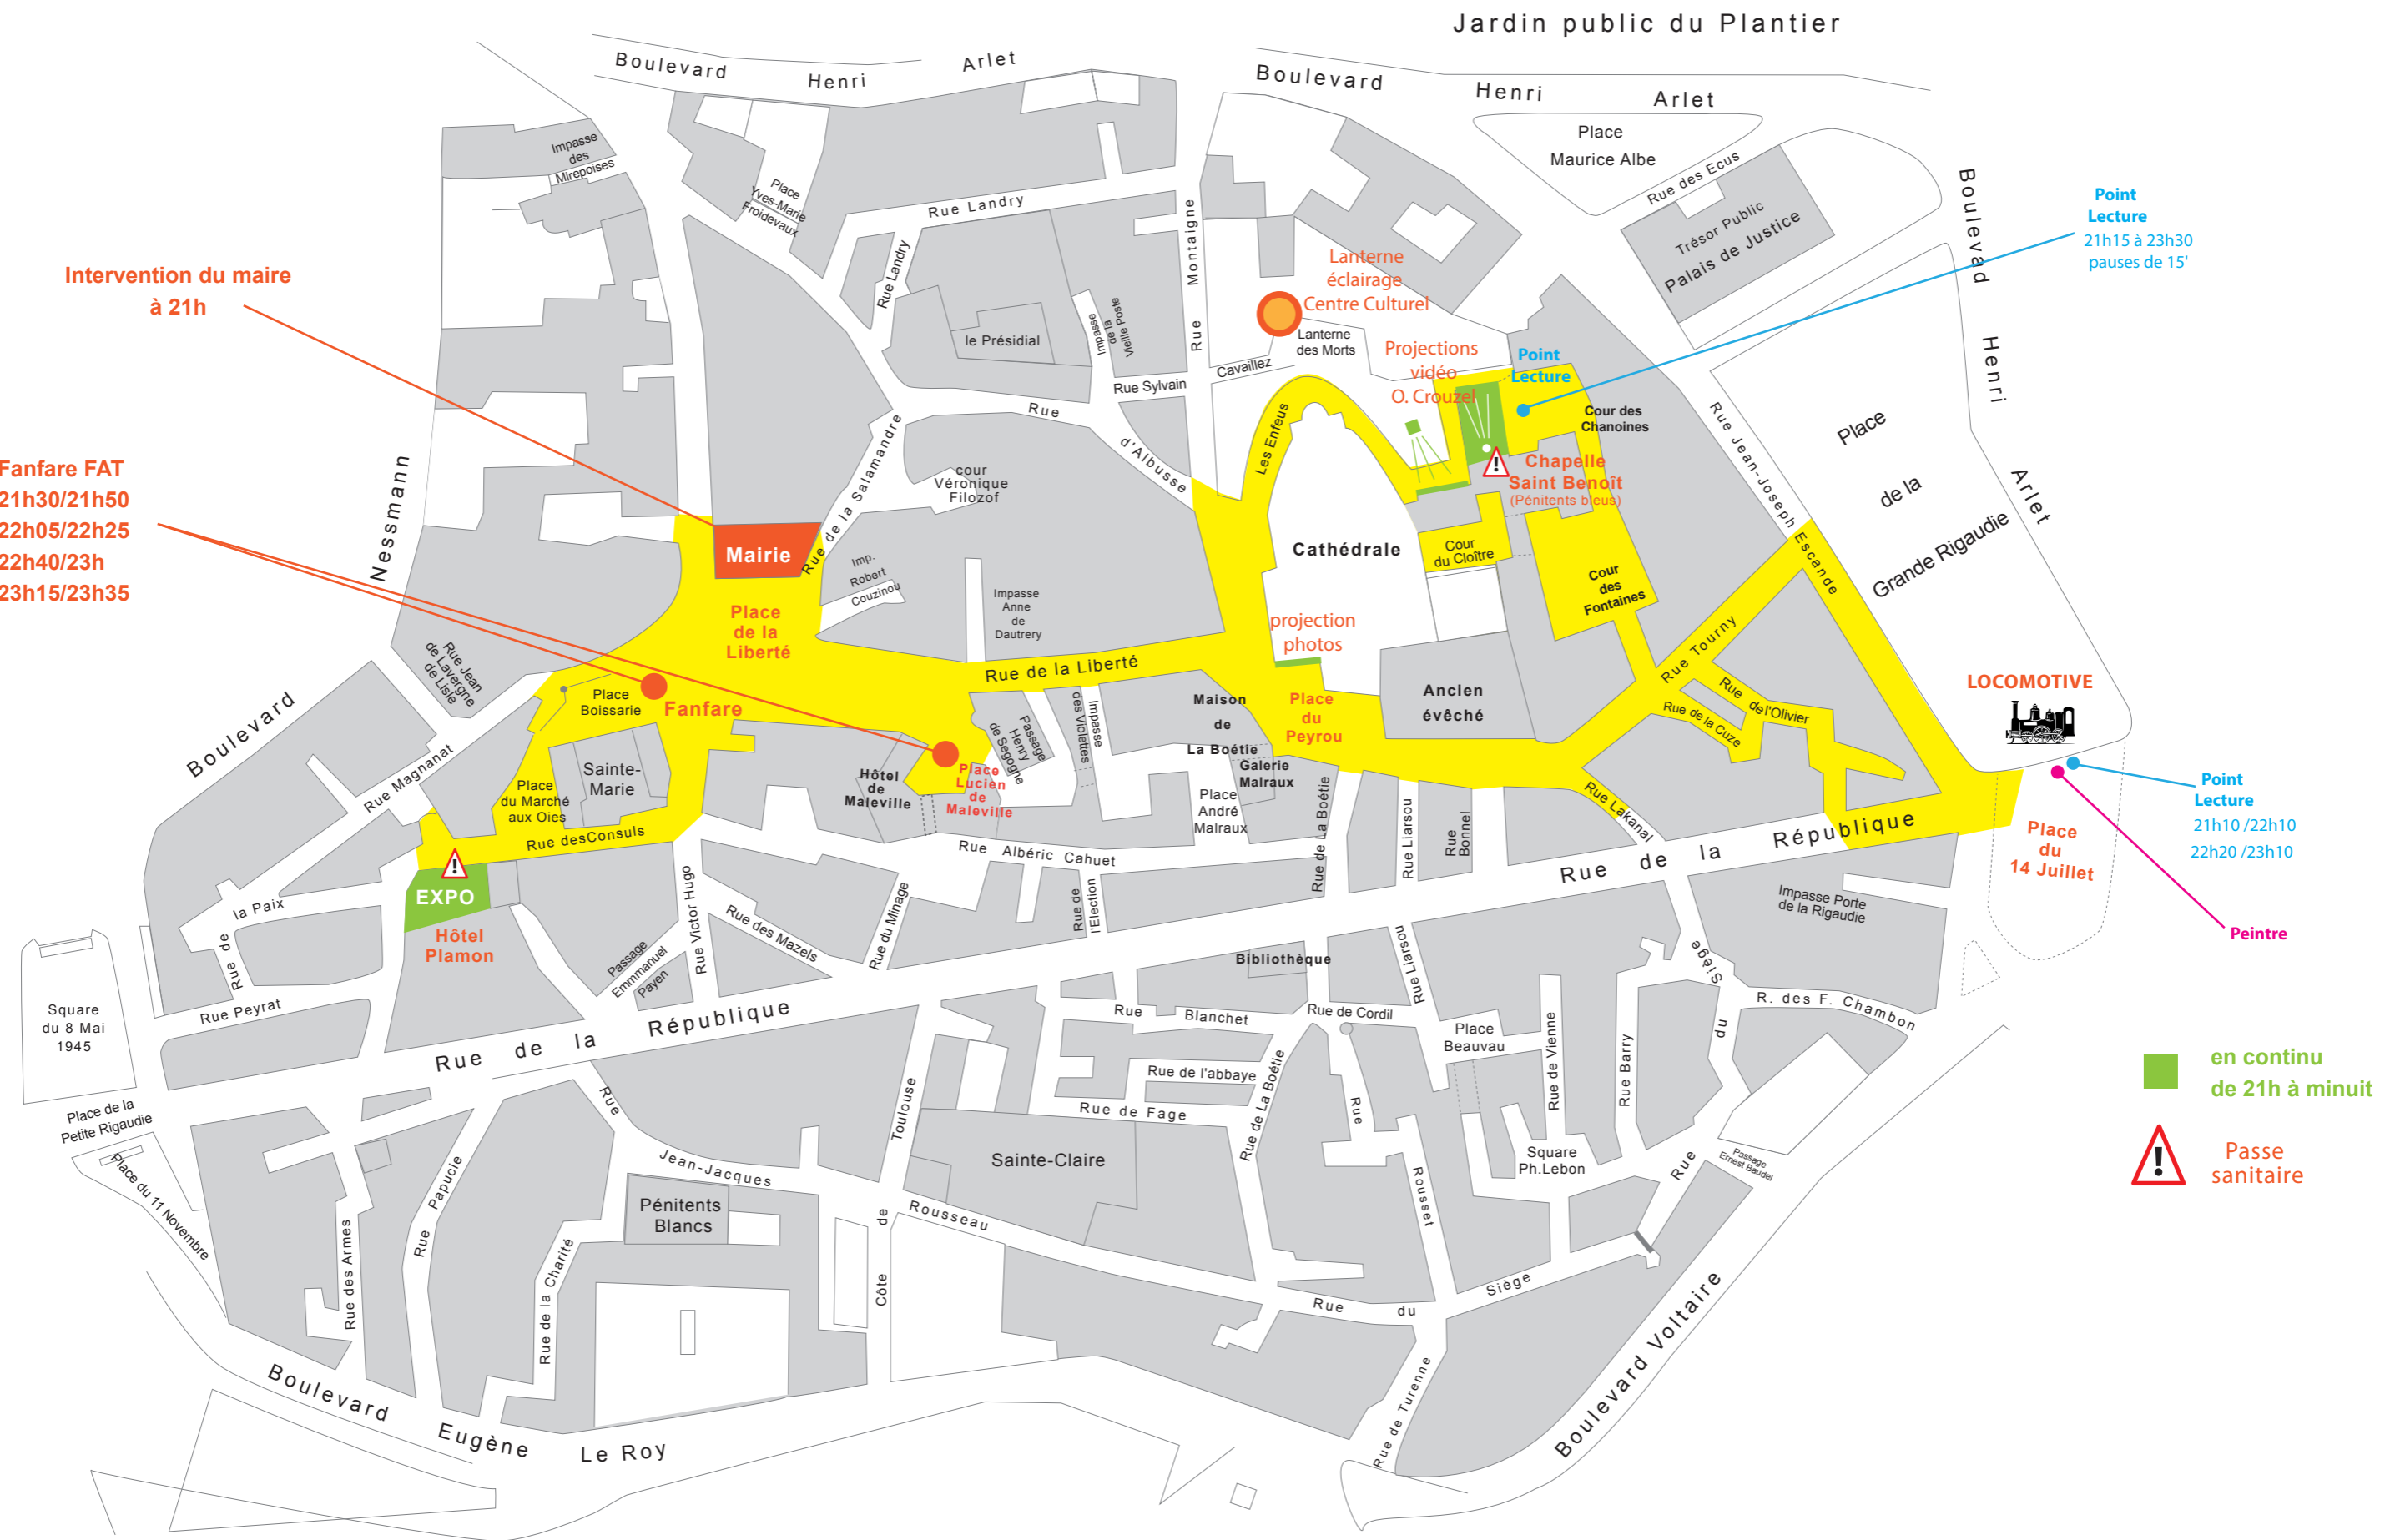 Jardin public du Plantier
Boulevard Henri Arlet
Boulevard Henri Arlet
Place
Maurice Albe
Rue des Ecus
Trésor Public
Palais de Justice
Boulevad Henri Arlet
Point
Lecture
21h15 à 23h30
pauses de 15'
Impasse
des
Mirepoises
Place
Yves-Marie
Froidevaux
Rue Landry
Rue Landry
le Présidial
Impasse
de la
Vieille Poste
Rue Montaigne
Rue Sylvain
Cavaillez
Lanterne
éclairage
Centre Culturel
Lanterne
des Morts
Projections
vidéo
O. Crouzel
Point
Lecture
Cour des
Chanoines
Chapelle
Saint Benoît
(Pénitents bleus)
Intervention du maire
à 21h
Fanfare FAT
21h30/21h50
22h05/22h25
22h40/23h
23h15/23h35
Nessmann
Boulevard
Mairie
Rue de la Salamandre
Rue d'Albusse
cour
Véronique
Filozof
Imp.
Robert
Couzinou
Impasse
Anne
de
Dautrery
Les Enfeus
Cathédrale
Cour
du Cloître
Cour
des
Fontaines
Rue Jean-Joseph Escande
Place
de la
Grande Rigaudie
Place
de la
Liberté
Rue de la Liberté
projection
photos
Rue Tourny
Rue Jean
de Lavergne
de Lisle
Place
Boissarie
Fanfare
Sainte-
Marie
Place
du Marché
aux Oies
Rue desConsuls
Rue Magnanat
Hôtel
de
Maleville
Place
Lucien
de
Maleville
Passage
Henry
de Segogne
Impasse
des Violettes
Maison
de
La Boétie
Galerie
Malraux
Place
André
Malraux
Place
du
Peyrou
Ancien
évêché
Rue
de l'Olivier
Rue de la Cuze
Rue Lakanal
LOCOMOTIVE
Point
Lecture
21h10 /22h10
22h20 /23h10
Place
du
14 Juillet
Peintre
EXPO
Hôtel
Plamon
Rue de la Paix
Rue Peyrat
Square
du 8 Mai
1945
Place de la
Petite Rigaudie
Place du 11 Novembre
Rue Victor Hugo
Passage
Emmanuel
Payen
Rue des Mazels
Rue du Minage
Rue Albéric Cahuet
Rue de
l'Election
Rue de La Boétie
Rue Liarsou
Rue
Bonnel
Rue de la République
Rue de la République
Impasse Porte
de la Rigaudie
Bibliothèque
Rue Liarsou
Rue Blanchet
Rue de Cordil
Place
Beauvau
Rue de Vienne
Rue Barry
Rue du Siège
R. des F. Chambon
Rue de l'abbaye
Rue de Fage
Rue de La Boétie
Rue Rousset
Square
Ph.Lebon
Passage
Ernest Baudel
Sainte-Claire
Rue Jean-Jacques Rousseau
Côte de Toulouse
Pénitents
Blancs
Rue Papucie
Rue des Armes
Rue de la Charité
Rue du Siège
Rue de Turenne
Boulevard Voltaire
Boulevard Eugène Le Roy
en continu
de 21h à minuit
Passe
sanitaire